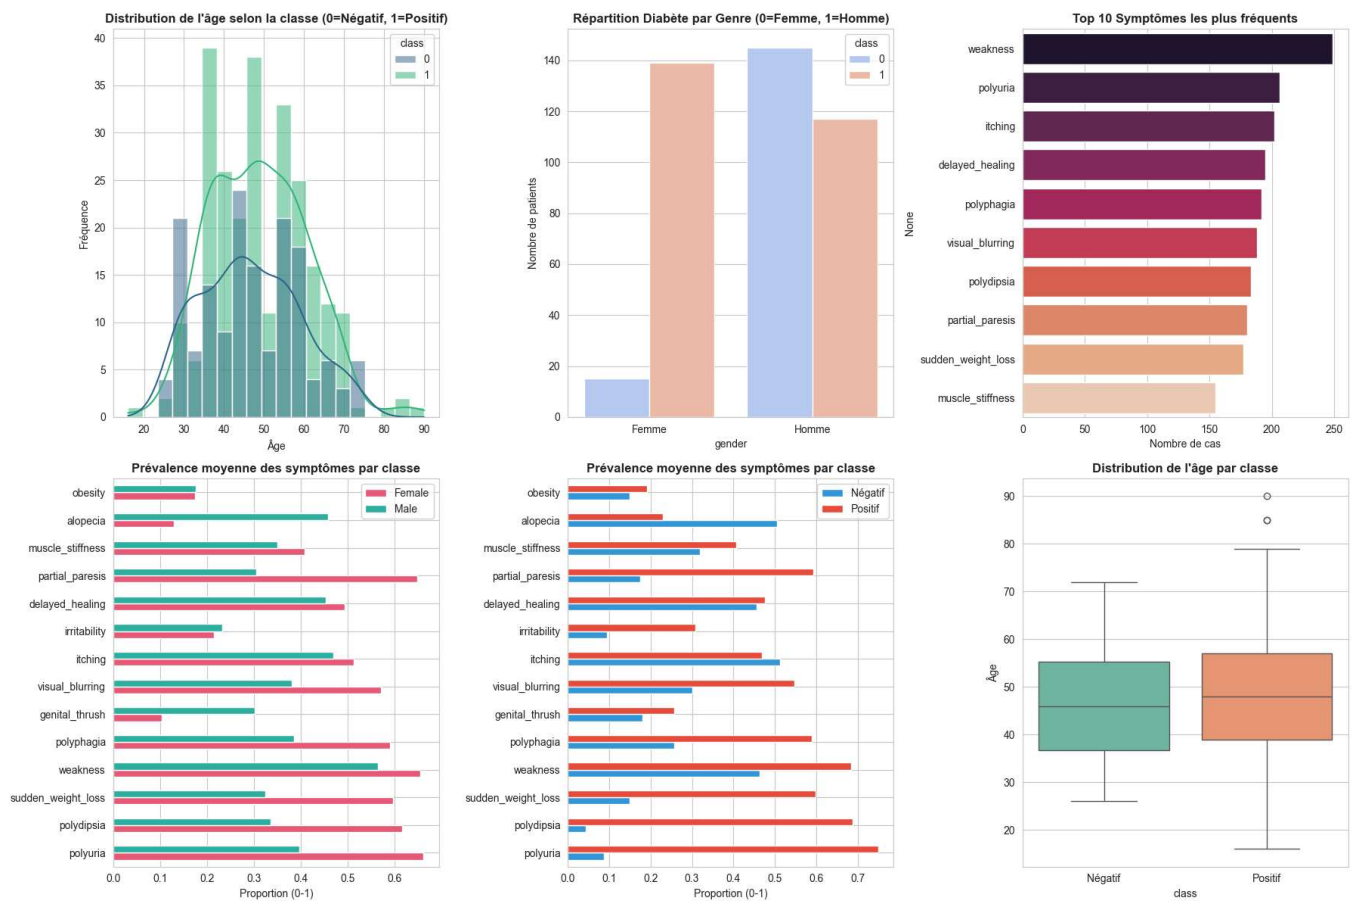 Distribution de l'âge selon la classe (0=Négatif, 1=Positif)
class
0
1
40
35
30
25
20
15
10
5
0
Fréquence
20 30 40 50 60 70 80 90
Âge
Répartition Diabète par Genre (0=Femme, 1=Homme)
class
0
1
140
120
100
80
60
40
20
0
Nombre de patients
Femme Homme
gender
Top 10 Symptômes les plus fréquents
None
weakness
polyuria
itching
delayed_healing
polyphagia
visual_blurring
polydipsia
partial_paresis
sudden_weight_loss
muscle_stiffness
0 50 100 150 200 250
Nombre de cas
Prévalence moyenne des symptômes par classe
Female
Male
obesity
alopecia
muscle_stiffness
partial_paresis
delayed_healing
irritability
itching
visual_blurring
genital_thrush
polyphagia
weakness
sudden_weight_loss
polydipsia
polyuria
0.0 0.1 0.2 0.3 0.4 0.5 0.6
Proportion (0-1)
Prévalence moyenne des symptômes par classe
Négatif
Positif
obesity
alopecia
muscle_stiffness
partial_paresis
delayed_healing
irritability
itching
visual_blurring
genital_thrush
polyphagia
weakness
sudden_weight_loss
polydipsia
polyuria
0.0 0.1 0.2 0.3 0.4 0.5 0.6 0.7
Proportion (0-1)
Distribution de l'âge par classe
90
80
70
60
50
40
30
20
Âge
Négatif Positif
class